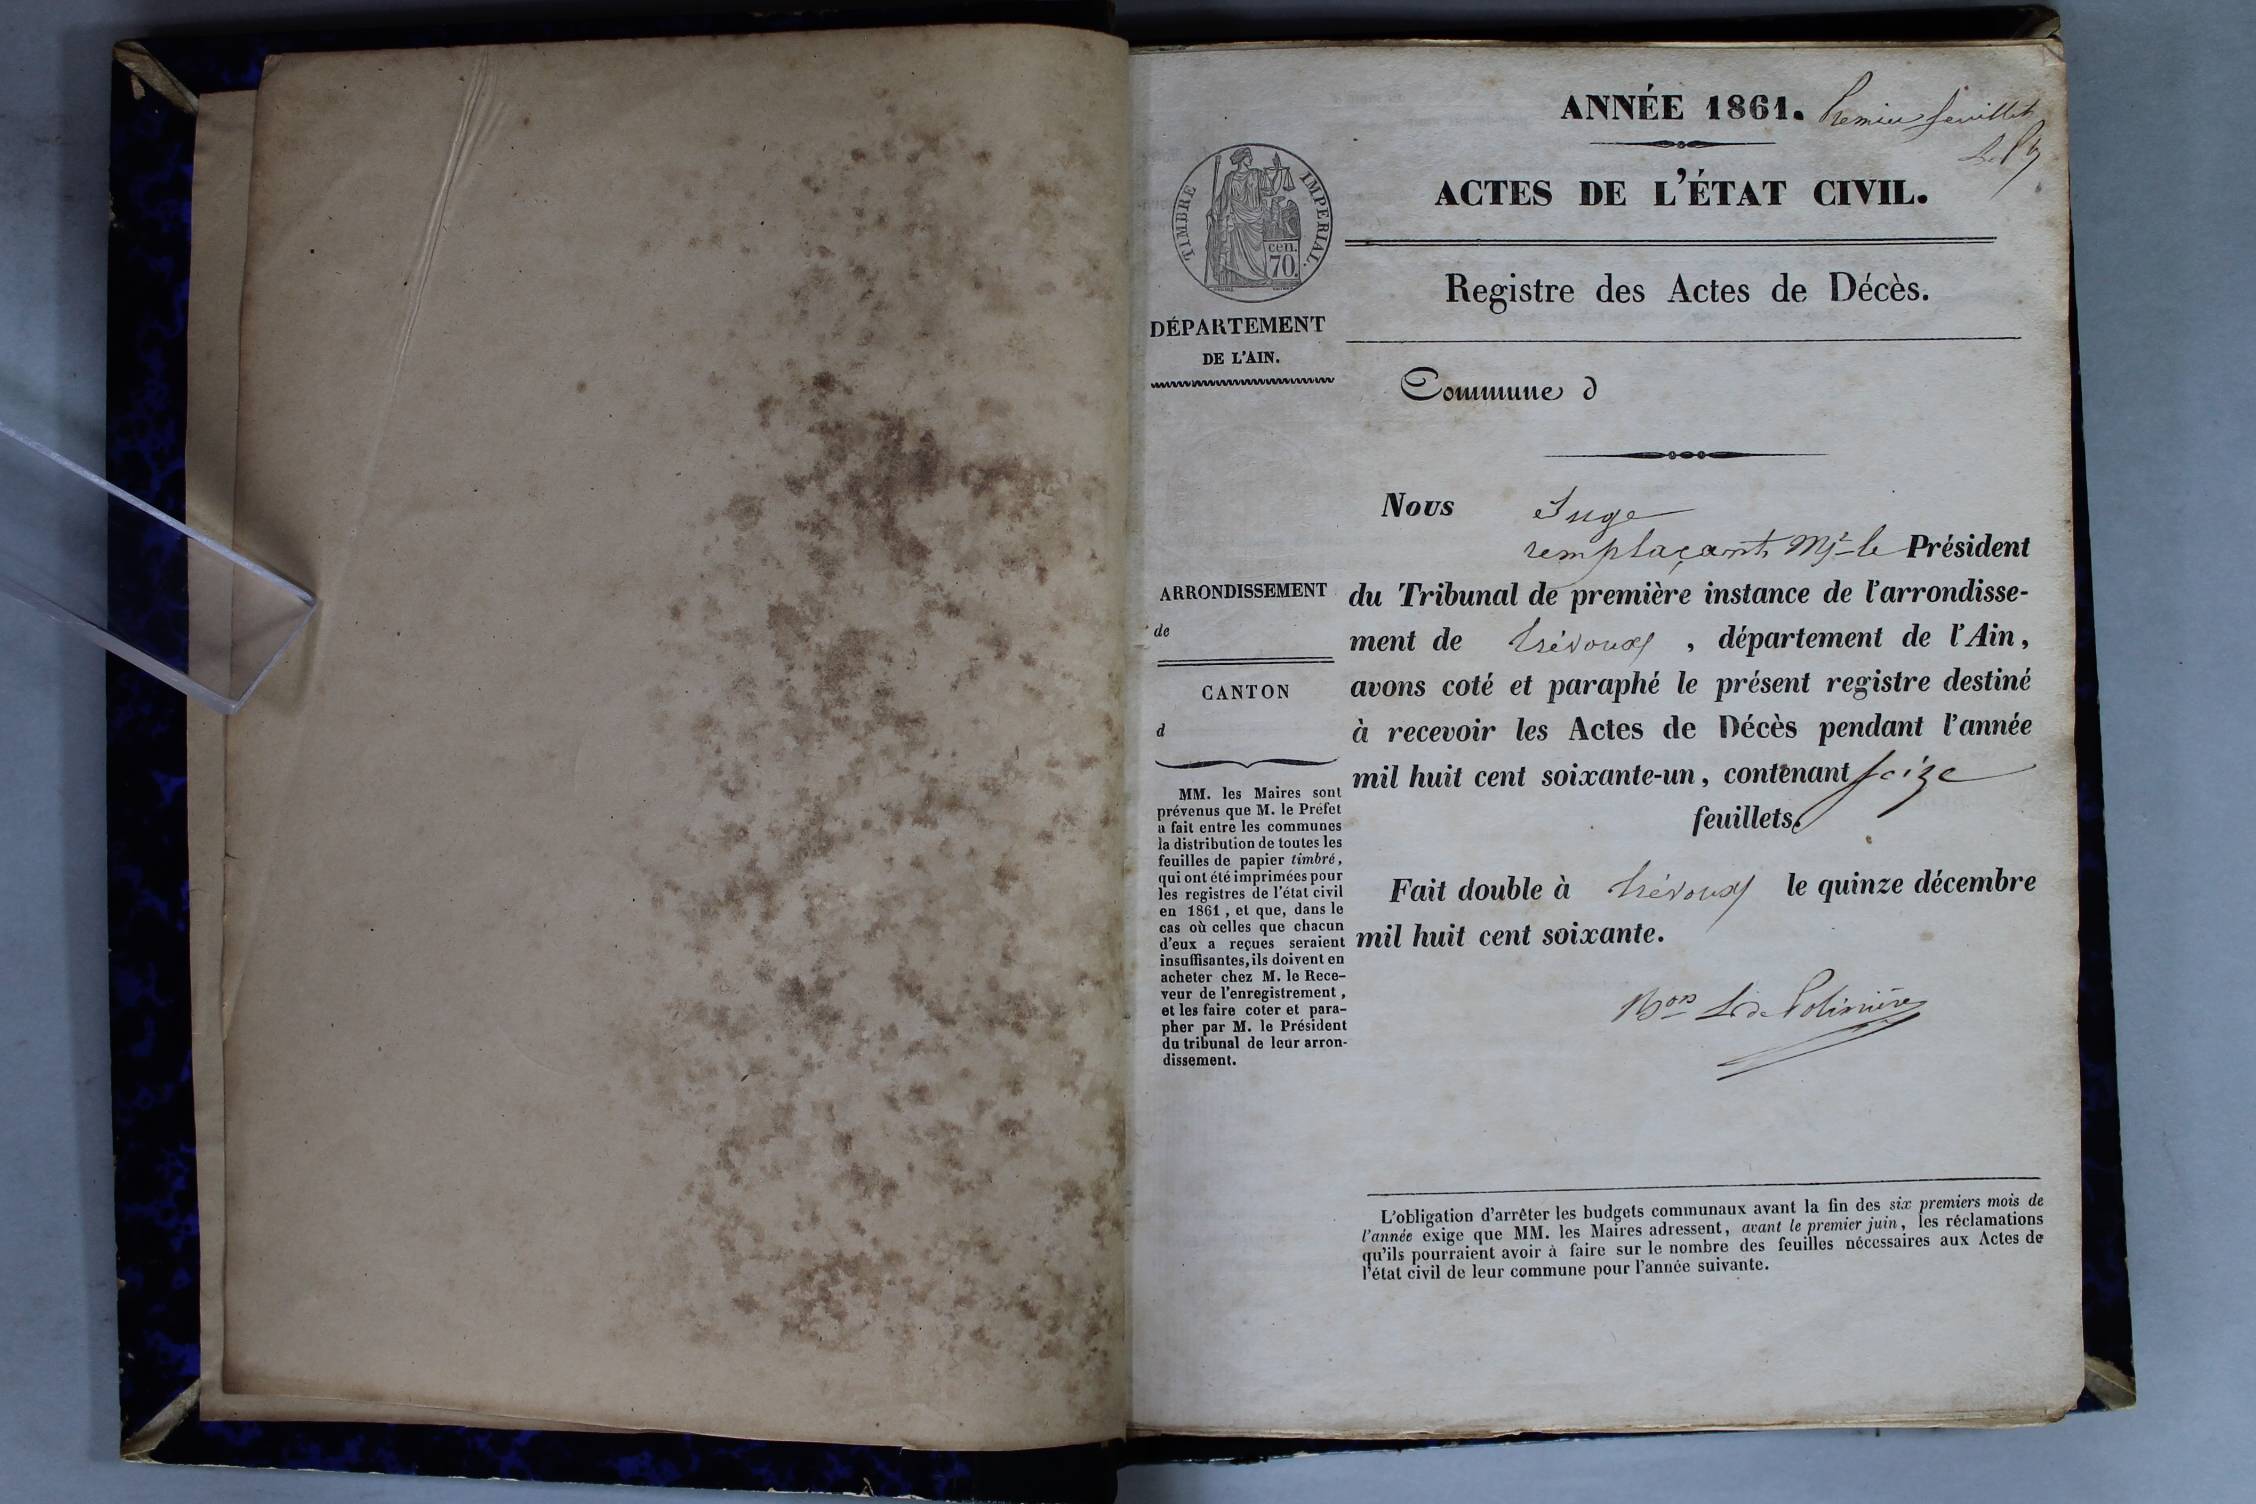 ANNÉE 1861. Premier feuillet
ACTES DE L'ÉTAT CIVIL.
Registre des Actes de Décès.
Commune d
TIMBRE IMPERIAL.
cen.
70.
DÉPARTEMENT
DE L'AIN.
ARRONDISSEMENT
de
CANTON
d
MM. les Maires sont
prévenus que M. le Préfet
a fait entre les communes
la distribution de toutes les
feuilles de papier timbré,
qui ont été imprimées pour
les registres de l'état civil
en 1861, et que, dans le
cas où celles que chacun
d'eux a reçues seraient
insuffisantes, ils doivent en
acheter chez M. le Rece-
veur de l'enregistrement,
et les faire coter et para-
pher par M. le Président
du tribunal de leur arron-
dissement.
Nous Juge
remplaçant Mr le Président
du Tribunal de première instance de l'arrondisse-
ment de Trévoux, département de l'Ain,
avons coté et paraphé le présent registre destiné
à recevoir les Actes de Décès pendant l'année
mil huit cent soixante-un, contenant seize
feuillets.
Fait double à Trévoux le quinze décembre
mil huit cent soixante.
Bon L. de Polinière
L'obligation d'arrêter les budgets communaux avant la fin des six premiers mois de
l'année exige que MM. les Maires adressent, avant le premier juin, les réclamations
qu'ils pourraient avoir à faire sur le nombre des feuilles nécessaires aux Actes de
l'état civil de leur commune pour l'année suivante.